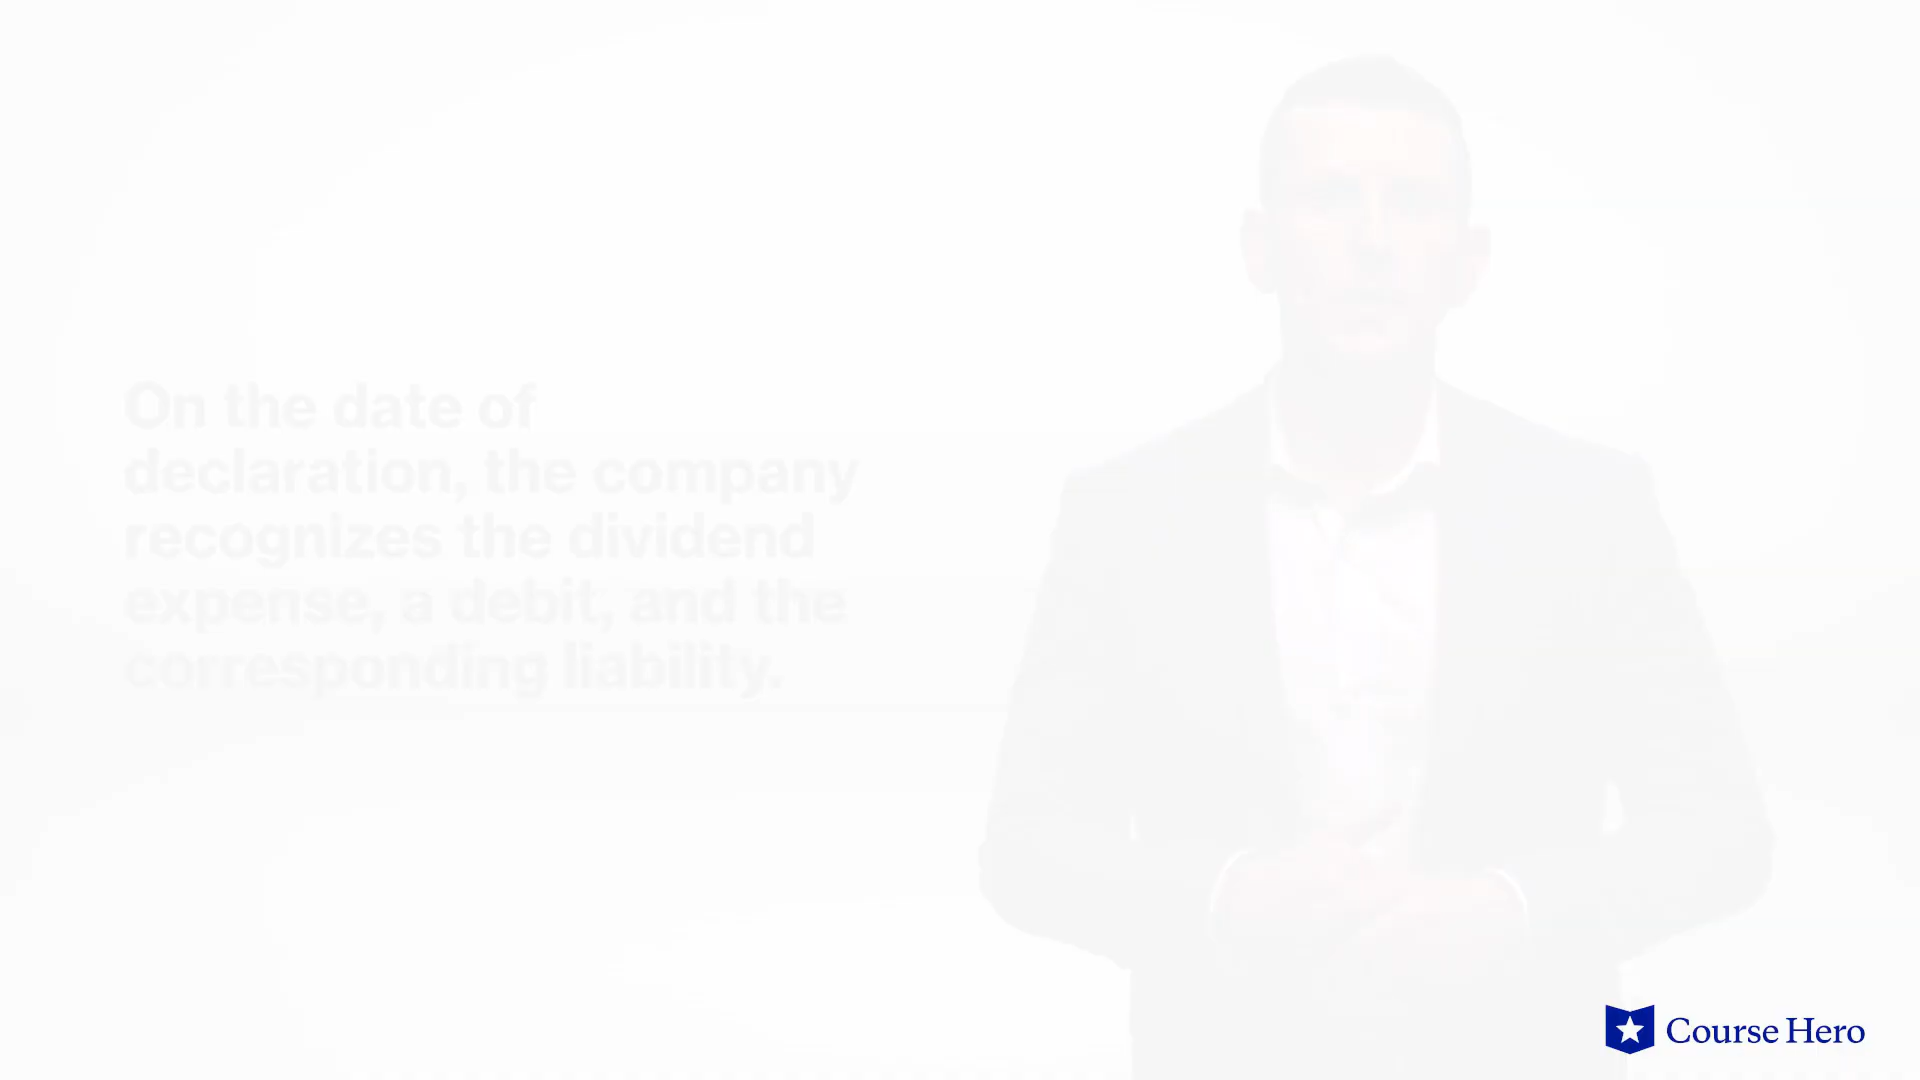 On the date of
declaration, the company
recognizes the dividend
expense, a debit, and the
corresponding liability.
Course Hero